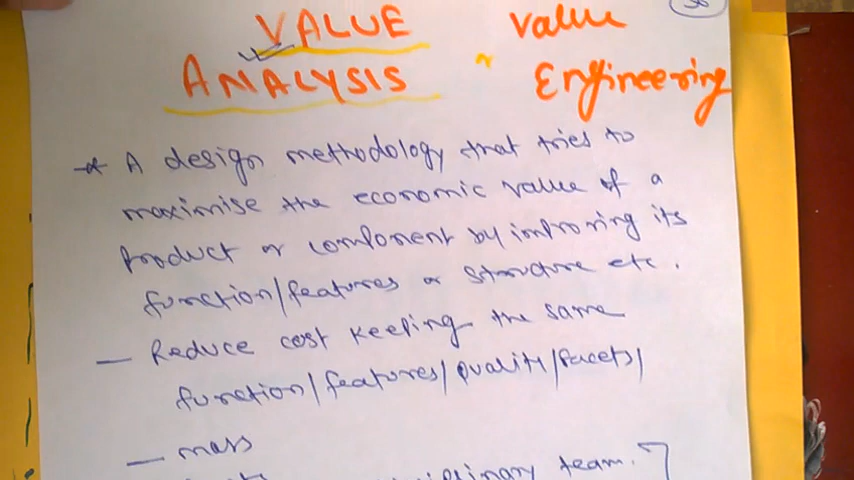 VALUE
ANALYSIS
Value
Engineering
A design methodology that tries to
maximise the economic value of a
Product or component by improving its
function/features or structure etc.
— Reduce cost keeping the same
function/features/quality/facets/
— mass
team.